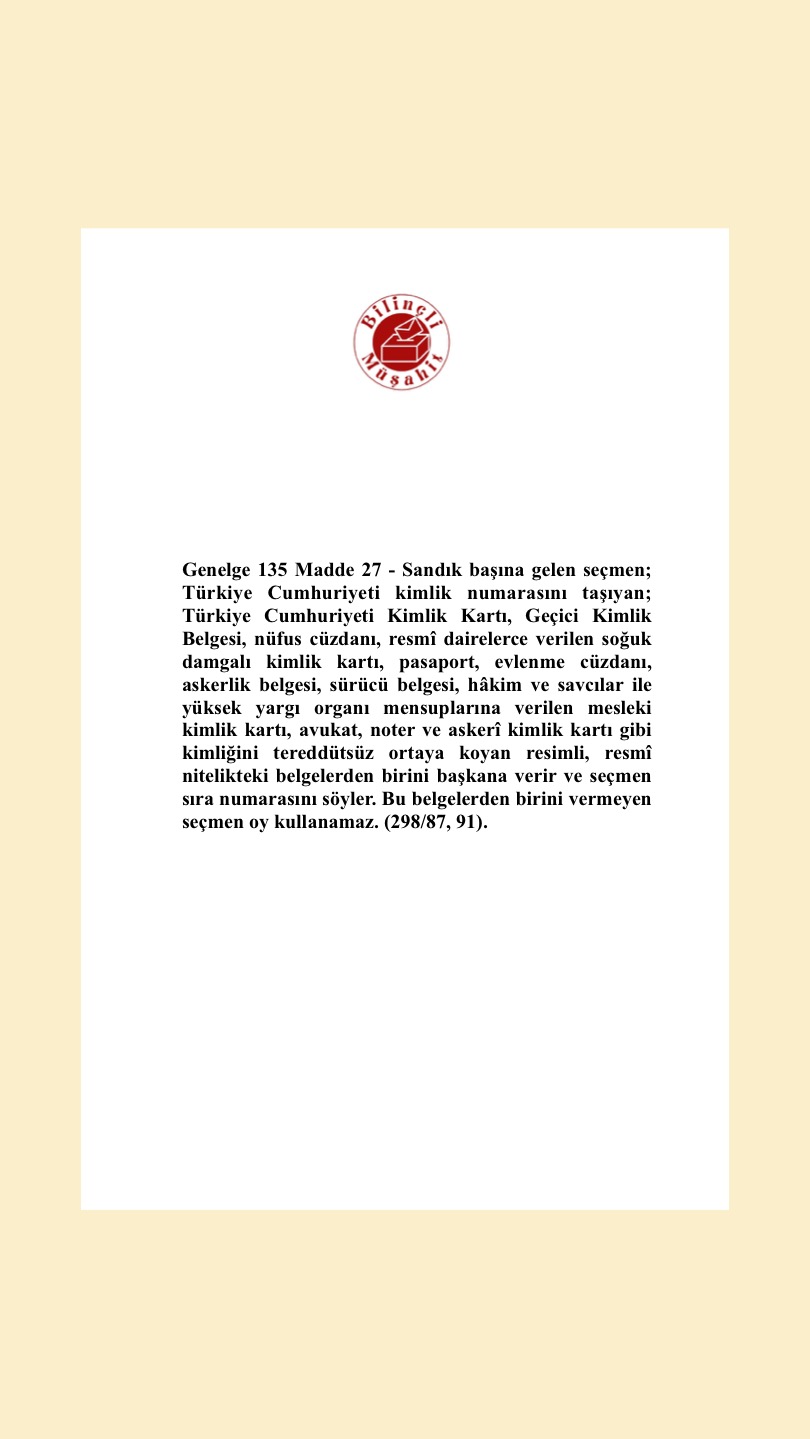 Bilinçli
Müşahit
Genelge 135 Madde 27 - Sandık başına gelen seçmen;
Türkiye Cumhuriyeti kimlik numarasını taşıyan;
Türkiye Cumhuriyeti Kimlik Kartı, Geçici Kimlik
Belgesi, nüfus cüzdanı, resmî dairelerce verilen soğuk
damgalı kimlik kartı, pasaport, evlenme cüzdanı,
askerlik belgesi, sürücü belgesi, hâkim ve savcılar ile
yüksek yargı organı mensuplarına verilen mesleki
kimlik kartı, avukat, noter ve askerî kimlik kartı gibi
kimliğini tereddütsüz ortaya koyan resimli, resmî
nitelikteki belgelerden birini başkana verir ve seçmen
sıra numarasını söyler. Bu belgelerden birini vermeyen
seçmen oy kullanamaz. (298/87, 91).